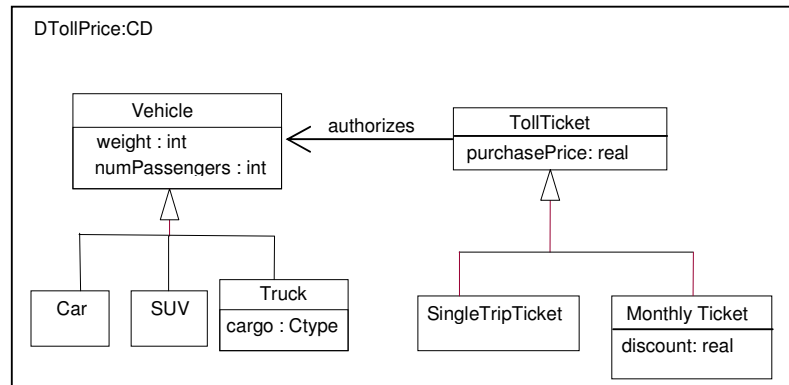 DTollPrice:CD
Vehicle
weight : int
numPassengers : int
authorizes
TollTicket
purchasePrice: real
Car
SUV
Truck
cargo : Ctype
SingleTripTicket
Monthly Ticket
discount: real